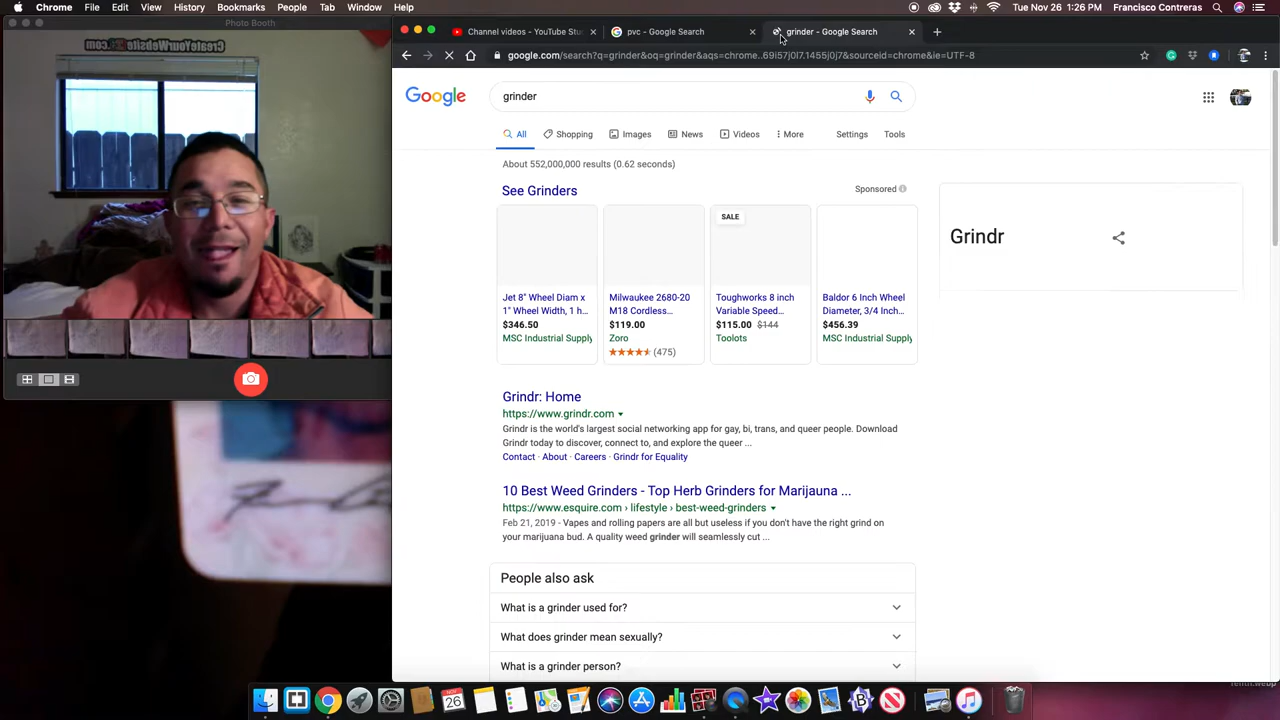 Chrome File Edit View History Bookmarks People Tab Window Help
Tue Nov 26 1:26 PM Francisco Contreras
Photo Booth
CreateYourWebsite .com
Channel videos - YouTube Stu
pvc - Google Search
grinder - Google Search
google.com/search?q=grinder&oq=grinder&aqs=chrome..69i57j0l7.1455j0j7&sourceid=chrome&ie=UTF-8
Google
grinder
All Shopping Images News Videos More Settings Tools
About 552,000,000 results (0.62 seconds)
See Grinders
Sponsored
SALE
Jet 8" Wheel Diam x
1" Wheel Width, 1 h...
$346.50
MSC Industrial Supply
Milwaukee 2680-20
M18 Cordless...
$119.00
Zoro
(475)
Toughworks 8 inch
Variable Speed...
$115.00 $144
Toolots
Baldor 6 Inch Wheel
Diameter, 3/4 Inch...
$456.39
MSC Industrial Supply
Grindr
Grindr: Home
https://www.grindr.com
Grindr is the world's largest social networking app for gay, bi, trans, and queer people. Download
Grindr today to discover, connect to, and explore the queer ...
Contact · About · Careers · Grindr for Equality
10 Best Weed Grinders - Top Herb Grinders for Marijauna ...
https://www.esquire.com › lifestyle › best-weed-grinders
Feb 21, 2019 - Vapes and rolling papers are all but useless if you don't have the right grind on
your marijuana bud. A quality weed grinder will seamlessly cut ...
People also ask
What is a grinder used for?
What does grinder mean sexually?
What is a grinder person?
NOV
26